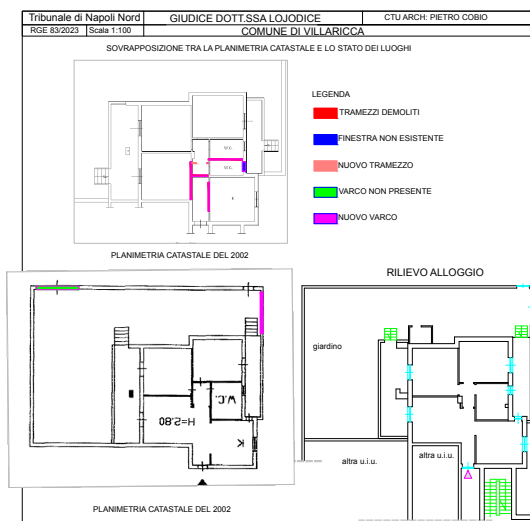 Tribunale di Napoli Nord
GIUDICE DOTT.SSA LOJODICE
CTU ARCH: PIETRO COBIO
RGE 83/2023
Scala 1:100
COMUNE DI VILLARICCA
SOVRAPPOSIZIONE TRA LA PLANIMETRIA CATASTALE E LO STATO DEI LUOGHI
W.C.
W.C.
LEGENDA
TRAMEZZI DEMOLITI
FINESTRA NON ESISTENTE
NUOVO TRAMEZZO
VARCO NON PRESENTE
NUOVO VARCO
PLANIMETRIA CATASTALE DEL 2002
RILIEVO ALLOGGIO
W.C.
H=2.80
K
PLANIMETRIA CATASTALE DEL 2002
giardino
altra u.i.u.
altra u.i.u.